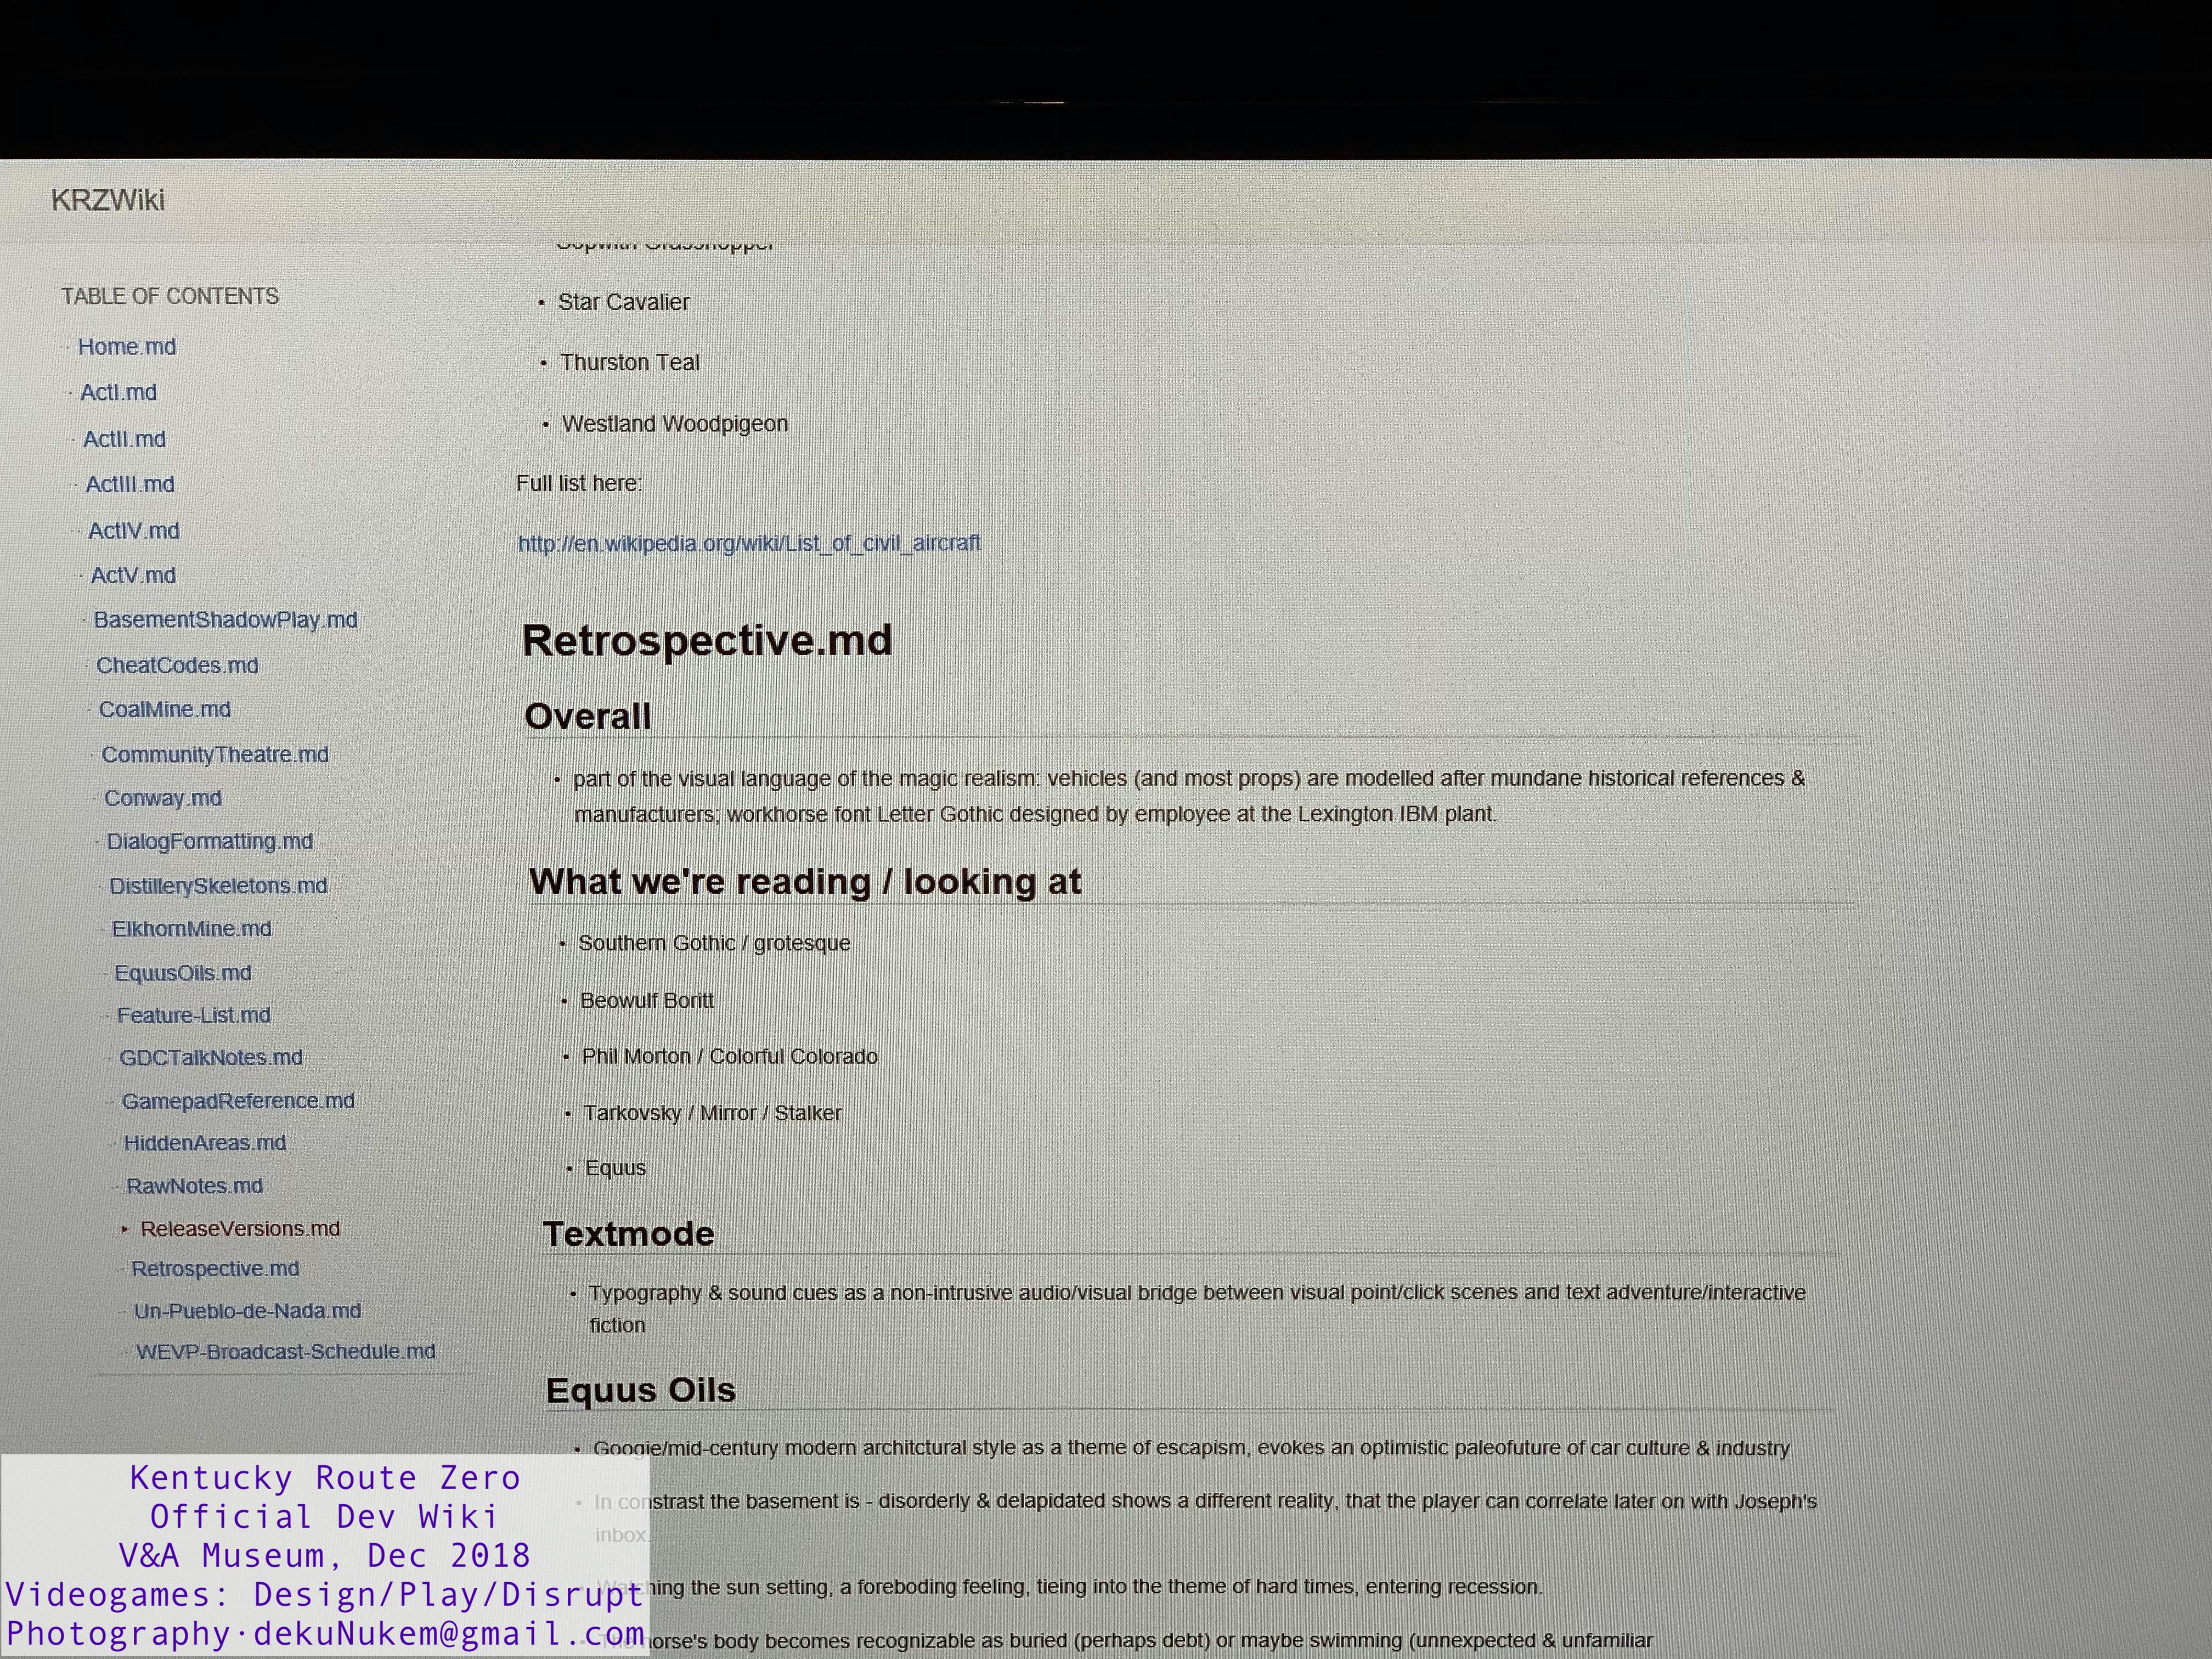 KRZWiki
TABLE OF CONTENTS
Home.md
ActI.md
ActII.md
ActIII.md
ActIV.md
ActV.md
BasementShadowPlay.md
CheatCodes.md
CoalMine.md
CommunityTheatre.md
Conway.md
DialogFormatting.md
DistillerySkeletons.md
ElkhornMine.md
EquusOils.md
Feature-List.md
GDCTalkNotes.md
GamepadReference.md
HiddenAreas.md
RawNotes.md
ReleaseVersions.md
Retrospective.md
Un-Pueblo-de-Nada.md
WEVP-Broadcast-Schedule.md
Sopwith Grasshopper
• Star Cavalier
• Thurston Teal
• Westland Woodpigeon
Full list here:
http://en.wikipedia.org/wiki/List_of_civil_aircraft
Retrospective.md
Overall
• part of the visual language of the magic realism: vehicles (and most props) are modelled after mundane historical references &
manufacturers; workhorse font Letter Gothic designed by employee at the Lexington IBM plant.
What we're reading / looking at
• Southern Gothic / grotesque
• Beowulf Boritt
• Phil Morton / Colorful Colorado
• Tarkovsky / Mirror / Stalker
• Equus
Textmode
• Typography & sound cues as a non-intrusive audio/visual bridge between visual point/click scenes and text adventure/interactive
fiction
Equus Oils
• Googie/mid-century modern architctural style as a theme of escapism, evokes an optimistic paleofuture of car culture & industry
• In constrast the basement is - disorderly & delapidated shows a different reality, that the player can correlate later on with Joseph's
inbox.
• Watching the sun setting, a foreboding feeling, tieing into the theme of hard times, entering recession.
• The horse's body becomes recognizable as buried (perhaps debt) or maybe swimming (unnexpected & unfamiliar
Kentucky Route Zero
Official Dev Wiki
V&A Museum, Dec 2018
Videogames: Design/Play/Disrupt
Photography·dekuNukem@gmail.com